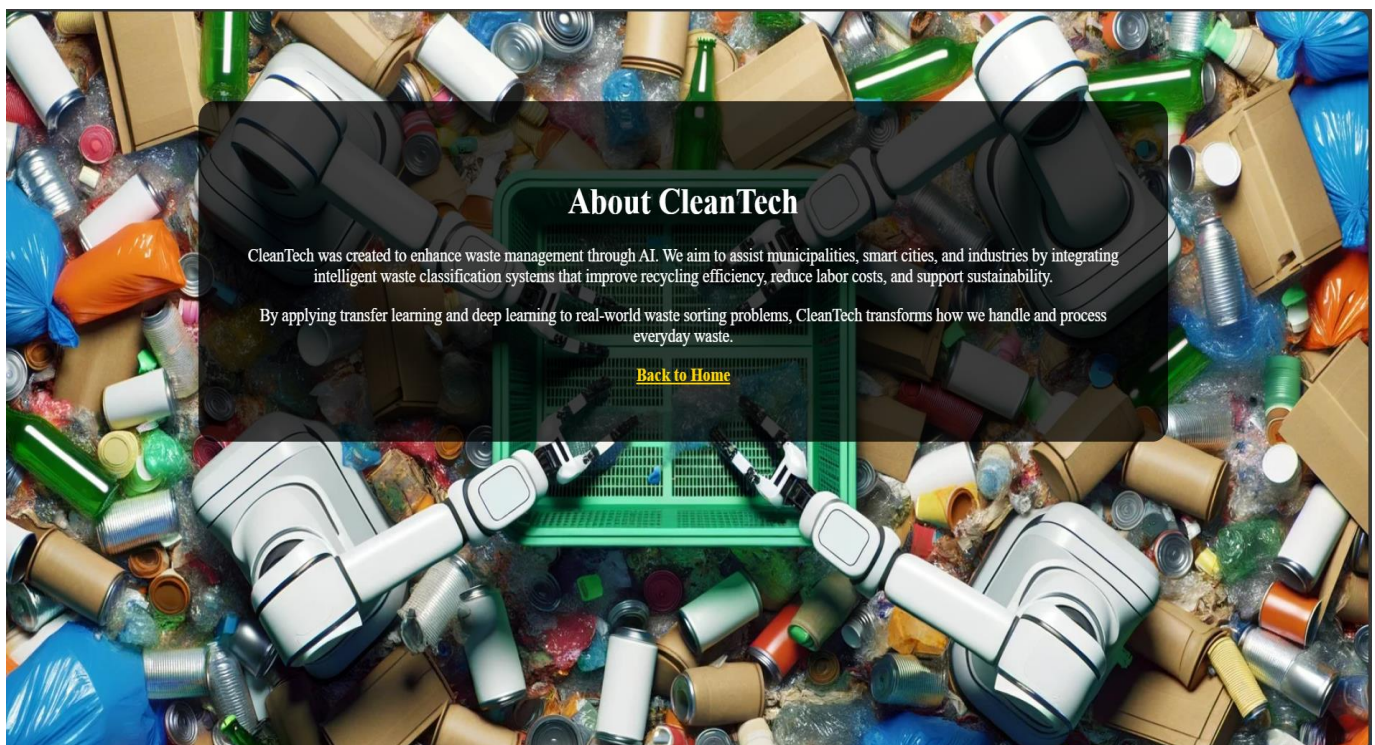 About CleanTech
CleanTech was created to enhance waste management through AI. We aim to assist municipalities, smart cities, and industries by integrating
intelligent waste classification systems that improve recycling efficiency, reduce labor costs, and support sustainability.
By applying transfer learning and deep learning to real-world waste sorting problems, CleanTech transforms how we handle and process
everyday waste.
Back to Home